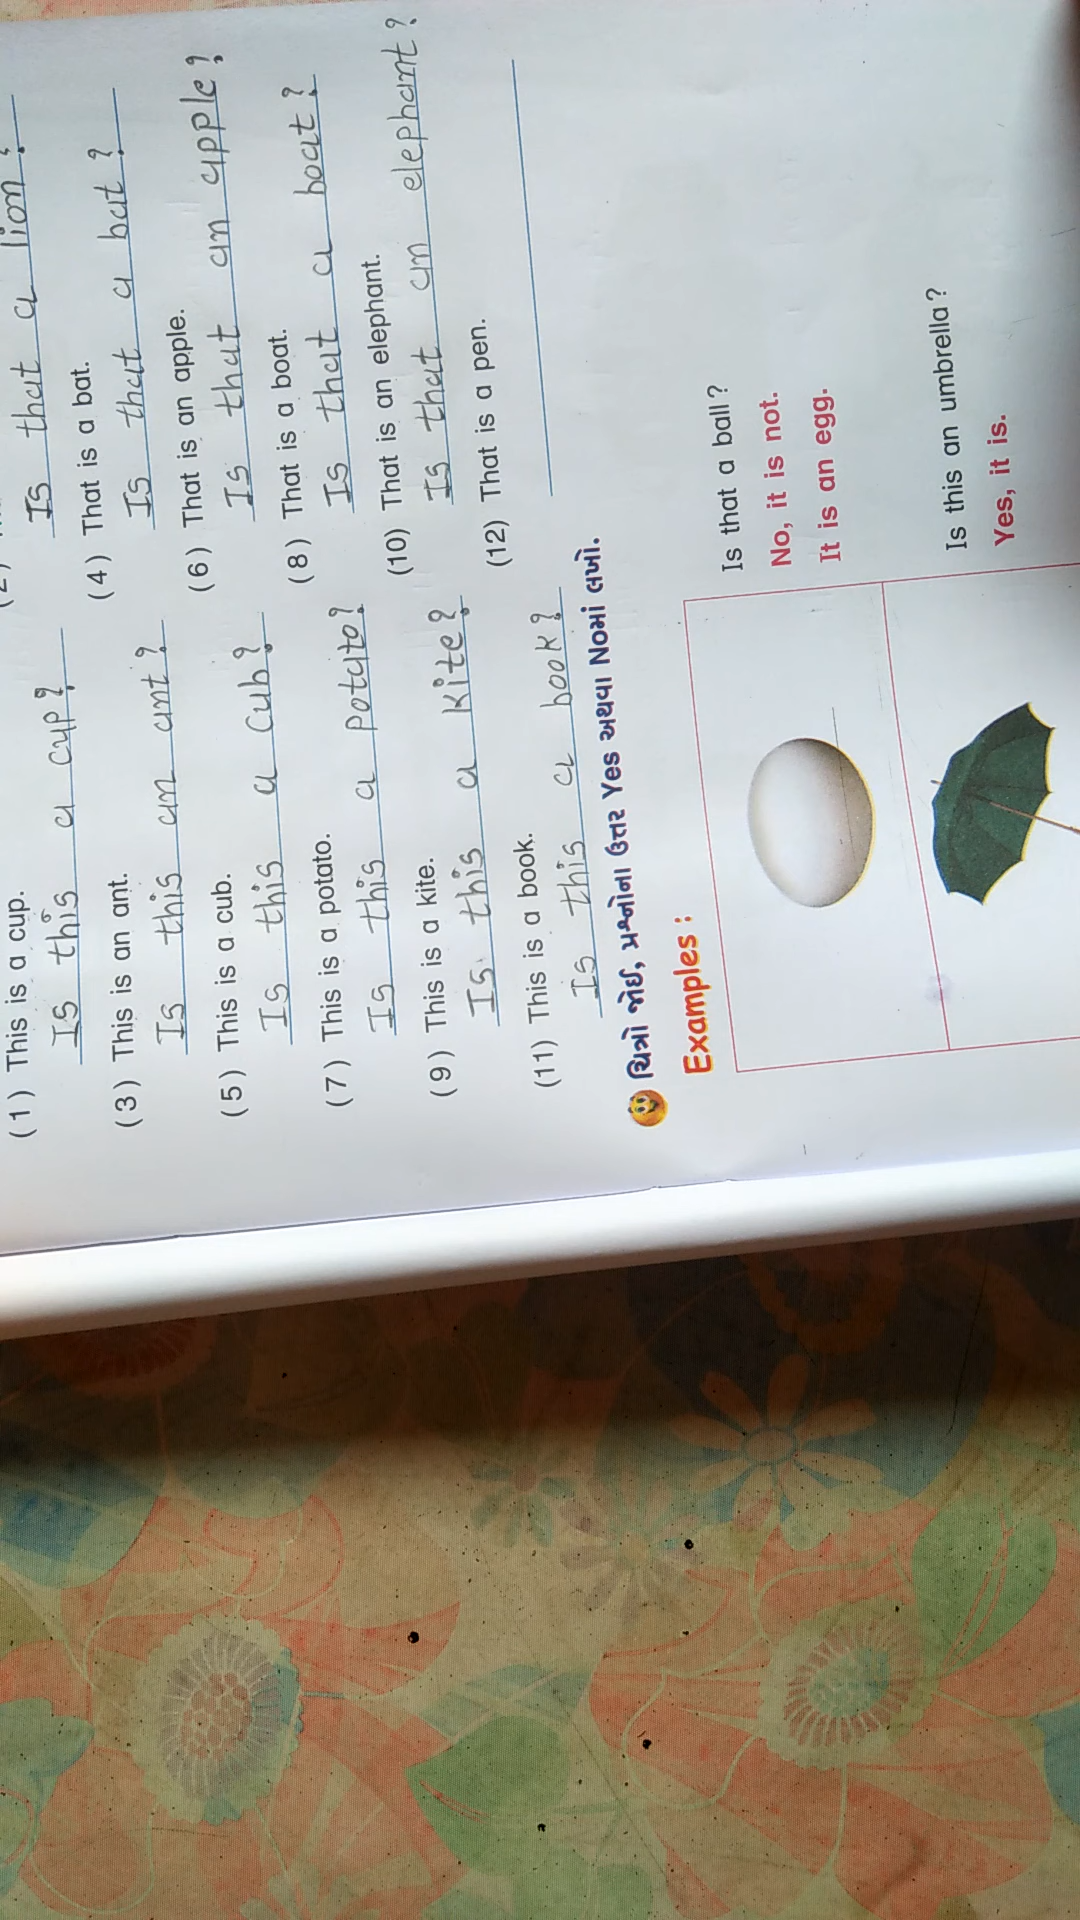 (1) This is a cup.
Is this a cup?
Is that a lion?
(3) This is an ant.
Is this an ant?
(4) That is a bat.
Is that a bat?
(5) This is a cub.
Is this a cub?
(6) That is an apple.
Is that an apple?
(7) This is a potato.
Is this a potato?
(8) That is a boat.
Is that a boat?
(9) This is a kite.
Is this a kite?
(10) That is an elephant.
Is that an elephant?
(11) This is a book.
Is this a book?
(12) That is a pen.
ચિત્રો જોઈ, પ્રશ્નોના ઉત્તર Yes અથવા Noમાં લખો.
Examples :
Is that a ball?
No, it is not.
It is an egg.
Is this an umbrella?
Yes, it is.